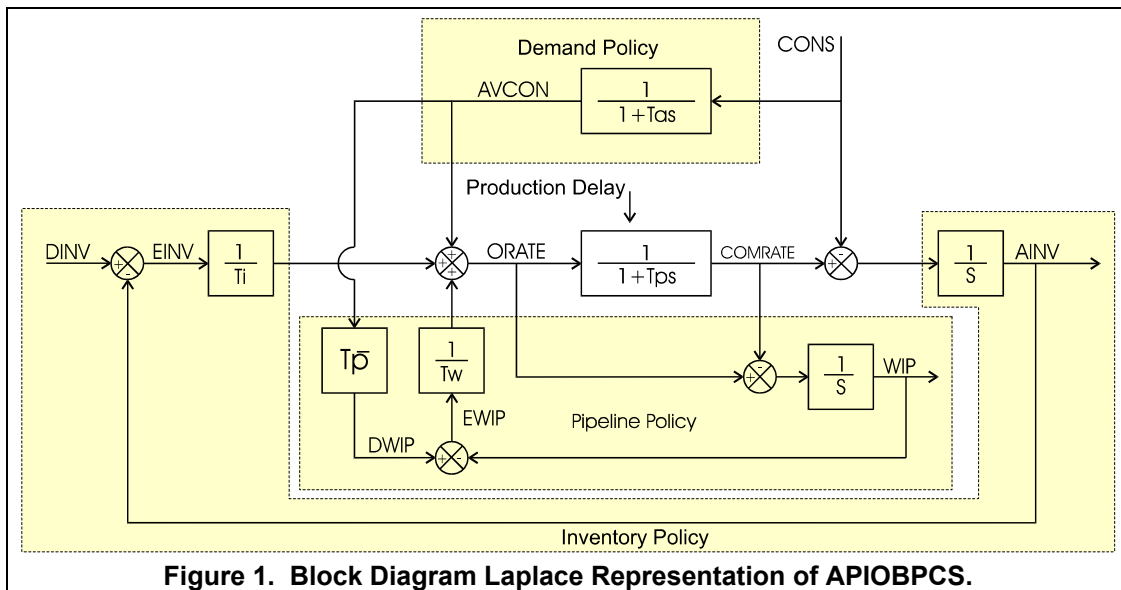 Demand Policy
CONS
AVCON
1
1+Tas
Production Delay
DINV
EINV
1
Ti
+
-
+
+
+
ORATE
1
1+Tps
COMRATE
+
-
1
S
AINV
Tp̄
1
Tw
+
-
1
S
WIP
EWIP
Pipeline Policy
DWIP
+
-
Inventory Policy
Figure 1. Block Diagram Laplace Representation of APIOBPCS.